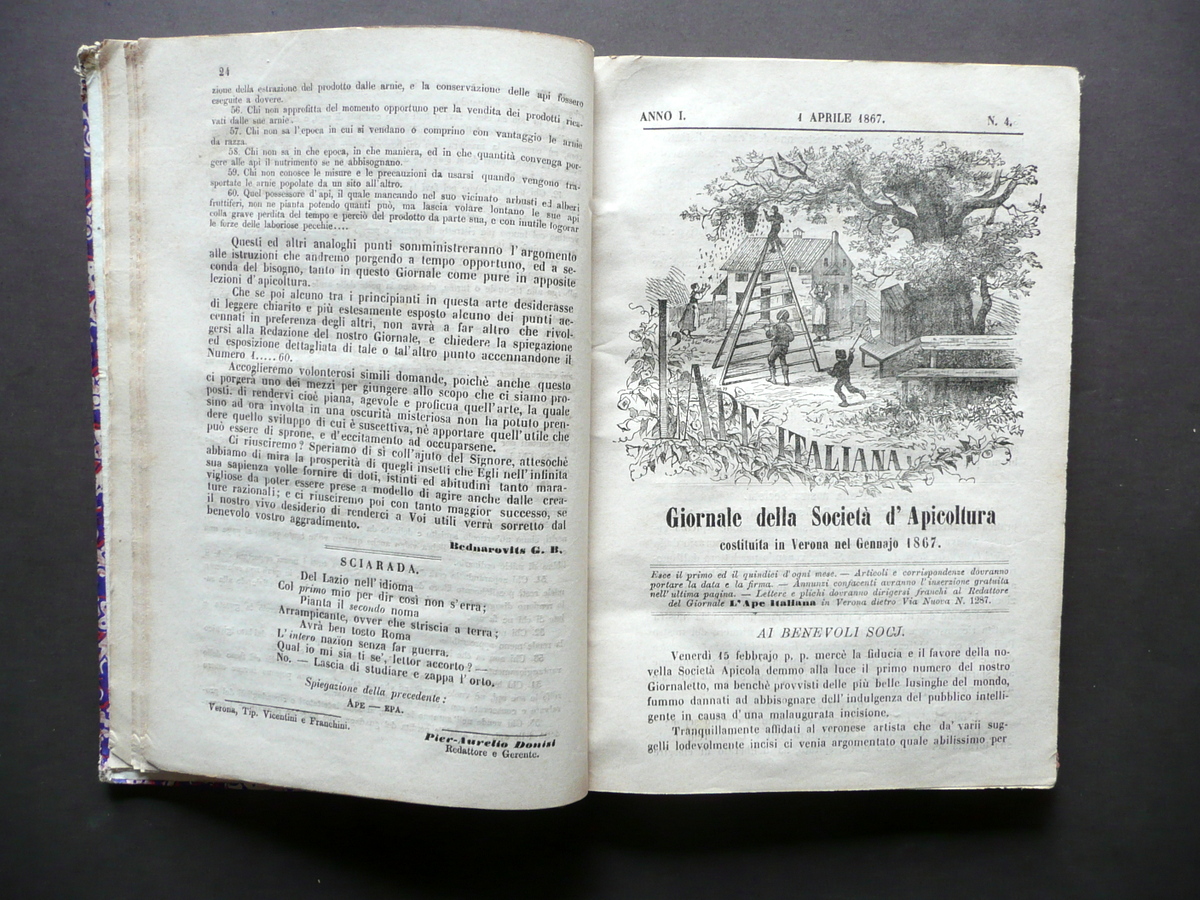 24
zione della estrazione del prodotto dalle arnie, e la conservazione delle api fossero
eseguite a dovere.
56. Chi non approfitta del momento opportuno per la vendita dei prodotti rica-
vati dalle sue arnie.
57. Chi non sa l'epoca in cui si vendano o comprino con vantaggio le arnie
da razza.
58. Chi non sa in che epoca, in che maniera, ed in che quantità convenga por-
gere alle api il nutrimento se ne abbisognano.
59. Chi non conosce le misure e le precauzioni da usarsi quando vengono tra-
sportate le arnie popolate da un sito all'altro.
60. Quel possessore d'api, il quale mancando nel suo vicinato arbusti ed alberi
fruttiferi, non ne pianta potendo quanti può, ma lascia volare lontano le sue api
colla grave perdita del tempo e perciò del prodotto da parte sua, e con inutile logorar
le forze delle laboriose pecchie....
Questi ed altri analoghi punti somministreranno l'argomento
alle istruzioni che andremo porgendo a tempo opportuno, ed a se-
conda del bisogno, tanto in questo Giornale come pure in apposite
lezioni d'apicoltura.
Che se poi alcuno tra i principianti in questa arte desiderasse
di leggere chiarito e più estesamente esposto alcuno dei punti ac-
cennati in preferenza degli altri, non avrà a far altro che rivol-
gersi alla Redazione del nostro Giornale, e chiedere la spiegazione
ed esposizione dettagliata di tale o tal'altro punto accennandone il
Numero 1.....60.
Accoglieremo volonterosi simili domande, poichè anche questo
ci porgerà uno dei mezzi per giungere allo scopo che ci siamo pro-
posti. di rendervi cioè piana, agevole e proficua quell'arte, la quale
sino ad ora involta in una oscurità misteriosa non ha potuto pren-
dere quello sviluppo di cui è suscettiva, nè apportare quell'utile che
può essere di sprone, e d'eccitamento ad occuparsene.
Ci riusciremo? Speriamo di sì coll'ajuto del Signore, attesochè
abbiamo di mira la prosperità di quegli insetti che Egli nell'infinita
sua sapienza volle fornire di doti, istinti ed abitudini tanto mara-
vigliose da poter essere prese a modello di agire anche dalle crea-
ture razionali; e ci riusciremo poi con tanto maggior successo, se
il nostro vivo desiderio di renderci a Voi utili verrà sorretto dal
benevolo vostro aggradimento.
Bednarovits G. B.
SCIARADA.
Del Lazio nell'idioma
Col primo mio per dir così non s'erra;
Pianta il secondo noma
Arrampicante, ovver che striscia a terra;
Avrà ben tosto Roma
L'intero nazion senza far guerra.
Qual io mi sia ti se', lettor accorto? —
No. — Lascia di studiare e zappa l'orto.
Spiegazione della precedente:
APE — EPA.
Verona, Tip. Vicentini e Franchini.
Pier-Aurelio Donisi
Redattore e Gerente.
ANNO I.
1 APRILE 1867.
N. 4.
L'APE
ITALIANA
Giornale della Società d'Apicoltura
costituita in Verona nel Gennajo 1867.
Esce il primo ed il quindici d'ogni mese. — Articoli e corrispondenze dovranno
portare la data e la firma. — Annunzi confacenti avranno l'inserzione gratuita
nell'ultima pagina. — Lettere e plichi dovranno dirigersi franchi al Redattore
del Giornale L'Ape Italiana in Verona dietro Via Nuova N. 1287.
AI BENEVOLI SOCJ.
Venerdì 15 febbrajo p. p. mercè la fiducia e il favore della no-
vella Società Apicola demmo alla luce il primo numero del nostro
Giornaletto, ma benchè provvisti delle più belle lusinghe del mondo,
fummo dannati ad abbisognare dell'indulgenza del pubblico intelli-
gente in causa d'una malaugurata incisione.
Tranquillamente affidati al veronese artista che da' varii sug-
gelli lodevolmente incisi ci venia argomentato quale abilissimo per